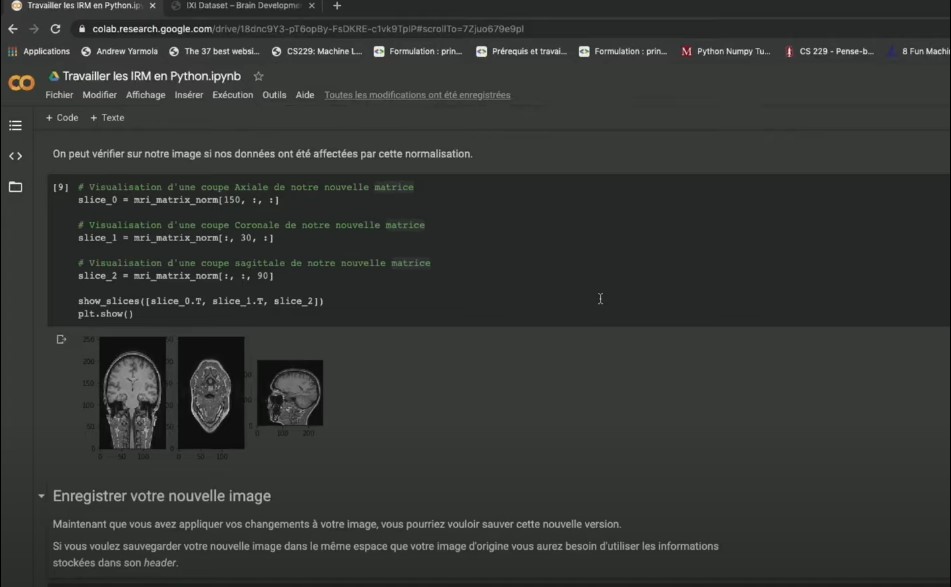 Travailler les IRM en Python.ip
IXI Dataset – Brain Developme
colab.research.google.com/drive/18dnc9Y3-pT6opBy-FsDKRE-c1vk9TpIP#scrollTo=7Zjuo679e9pl
Applications Andrew Yarmola The 37 best websi... CS229: Machine L... Formulation : prin... Prérequis et travai... Formulation : prin... Python Numpy Tu... CS 229 - Pense-b... 8 Fun Machi
Travailler les IRM en Python.ipynb
Fichier Modifier Affichage Insérer Exécution Outils Aide Toutes les modifications ont été enregistrées
+ Code + Texte
On peut vérifier sur notre image si nos données ont été affectées par cette normalisation.
[9] # Visualisation d'une coupe Axiale de notre nouvelle matrice
slice_0 = mri_matrix_norm[150, :, :]
# Visualisation d'une coupe Coronale de notre nouvelle matrice
slice_1 = mri_matrix_norm[:, 30, :]
# Visualisation d'une coupe sagittale de notre nouvelle matrice
slice_2 = mri_matrix_norm[:, :, 90]
show_slices([slice_0.T, slice_1.T, slice_2])
plt.show()
250
200
150
100
50
0
0 50 100
0 50 100
0 100 200
Enregistrer votre nouvelle image
Maintenant que vous avez appliquer vos changements à votre image, vous pourriez vouloir sauver cette nouvelle version.
Si vous voulez sauvegarder votre nouvelle image dans le même espace que votre image d'origine vous aurez besoin d'utiliser les informations
stockées dans son header.